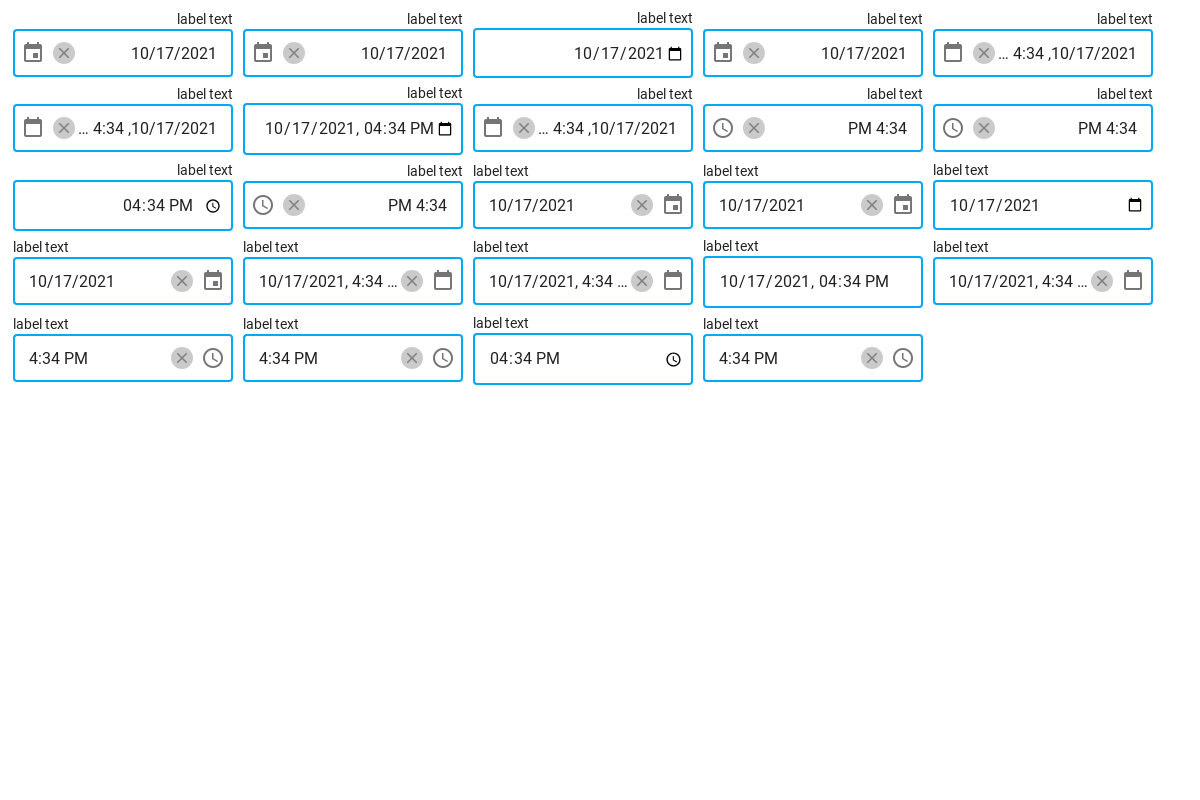 label text label text label text label text label text
10/17/2021 10/17/2021 10/17/2021 10/17/2021 ... 4:34 ,10/17/2021
label text label text label text label text label text
... 4:34 ,10/17/2021 10/17/2021, 04:34 PM ... 4:34 ,10/17/2021 PM 4:34 PM 4:34
label text label text label text label text label text
04:34 PM PM 4:34 10/17/2021 10/17/2021 10/17/2021
label text label text label text label text label text
10/17/2021 10/17/2021, 4:34 ... 10/17/2021, 4:34 ... 10/17/2021, 04:34 PM 10/17/2021, 4:34 ...
label text label text label text label text
4:34 PM 4:34 PM 04:34 PM 4:34 PM